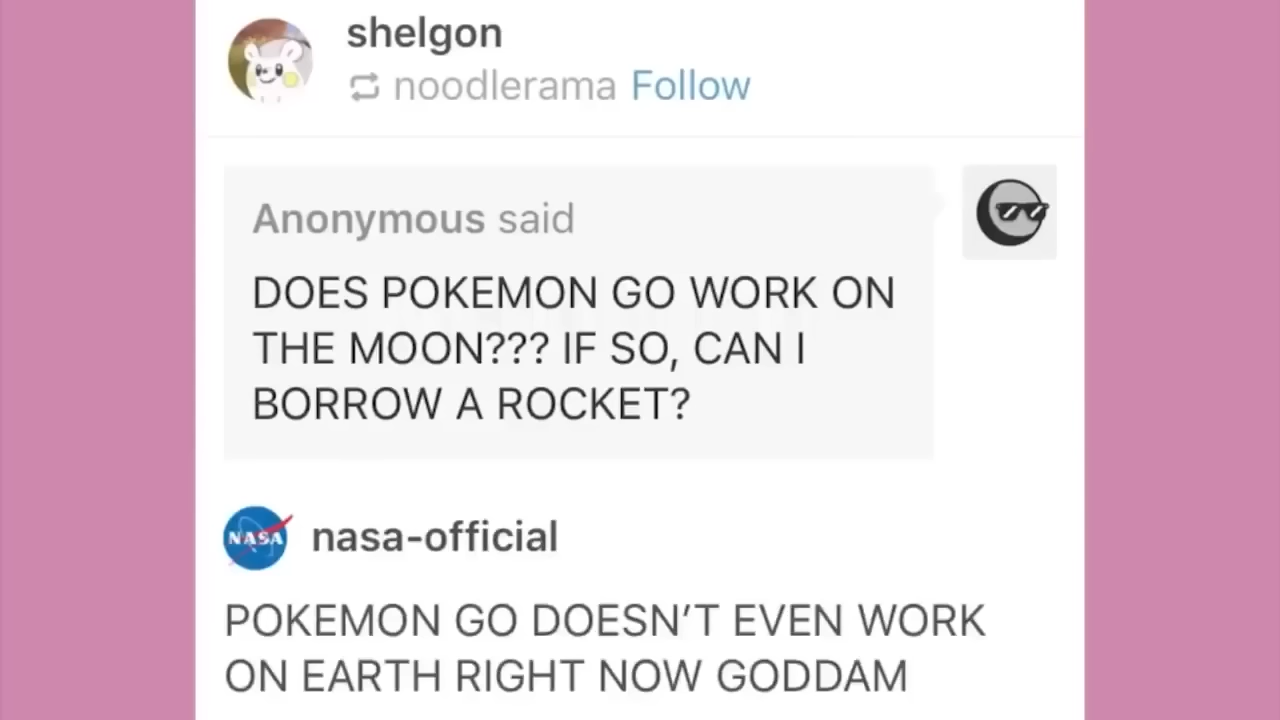 shelgon
noodlerama Follow
Anonymous said
DOES POKEMON GO WORK ON
THE MOON??? IF SO, CAN I
BORROW A ROCKET?
NASA
nasa-official
POKEMON GO DOESN'T EVEN WORK
ON EARTH RIGHT NOW GODDAM